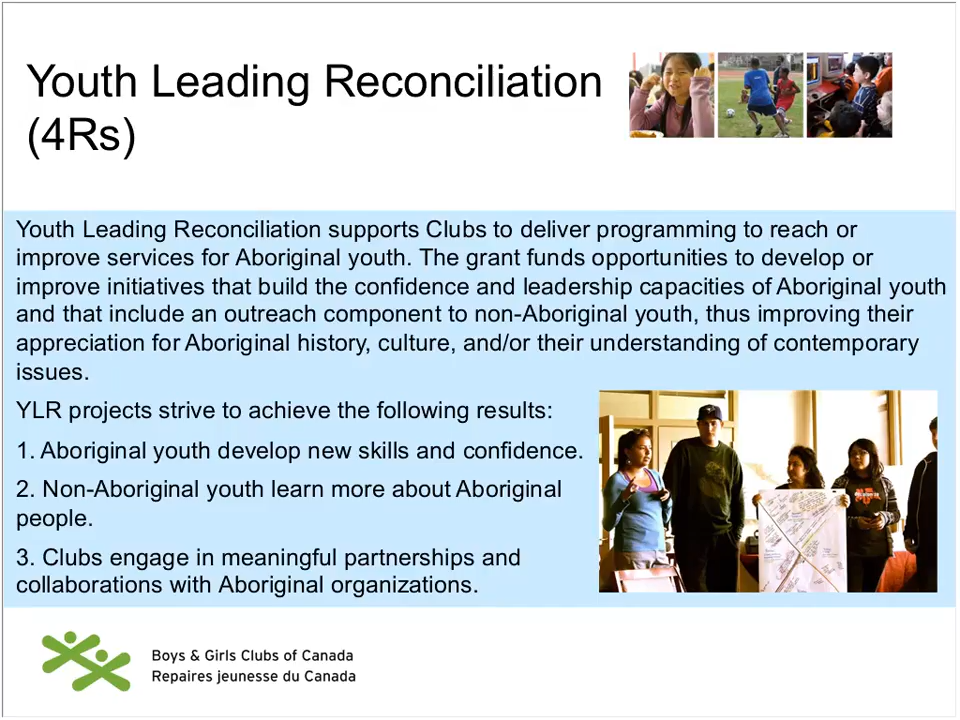 Youth Leading Reconciliation
(4Rs)
Youth Leading Reconciliation supports Clubs to deliver programming to reach or
improve services for Aboriginal youth. The grant funds opportunities to develop or
improve initiatives that build the confidence and leadership capacities of Aboriginal youth
and that include an outreach component to non-Aboriginal youth, thus improving their
appreciation for Aboriginal history, culture, and/or their understanding of contemporary
issues.
YLR projects strive to achieve the following results:
1. Aboriginal youth develop new skills and confidence.
2. Non-Aboriginal youth learn more about Aboriginal
people.
3. Clubs engage in meaningful partnerships and
collaborations with Aboriginal organizations.
Boys & Girls Clubs of Canada
Repaires jeunesse du Canada